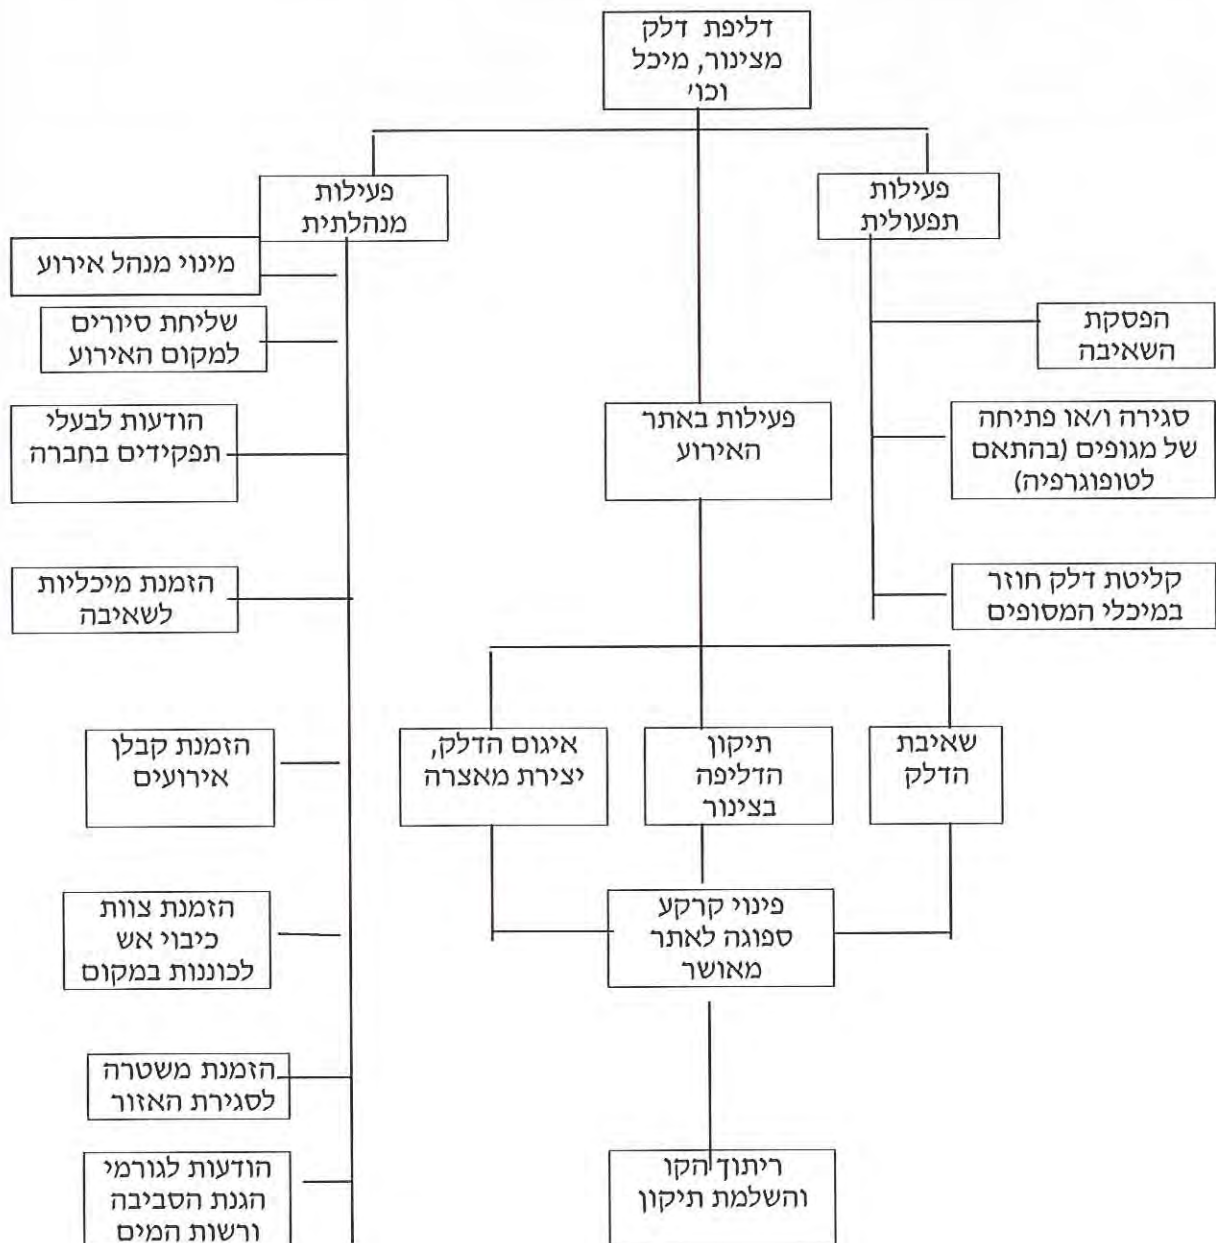 דליפת דלק
מצינור, מיכל
וכו'
פעילות
תפעולית
הפסקת
השאיבה
סגירה ו/או פתיחה
של מגופים (בהתאם
לטופוגרפיה)
קליטת דלק חוזר
במיכלי המסופים
פעילות באתר
האירוע
שאיבת
הדלק
תיקון
הדליפה
בצינור
איגום הדלק,
יצירת מאצרה
פינוי קרקע
ספוגה לאתר
מאושר
ריתוך הקו
והשלמת תיקון
פעילות
מנהלתית
מינוי מנהל אירוע
שליחת סיורים
למקום האירוע
הודעות לבעלי
תפקידים בחברה
הזמנת מיכליות
לשאיבה
הזמנת קבלן
אירועים
הזמנת צוות
כיבוי אש
לכוננות במקום
הזמנת משטרה
לסגירת האזור
הודעות לגורמי
הגנת הסביבה
ורשות המים